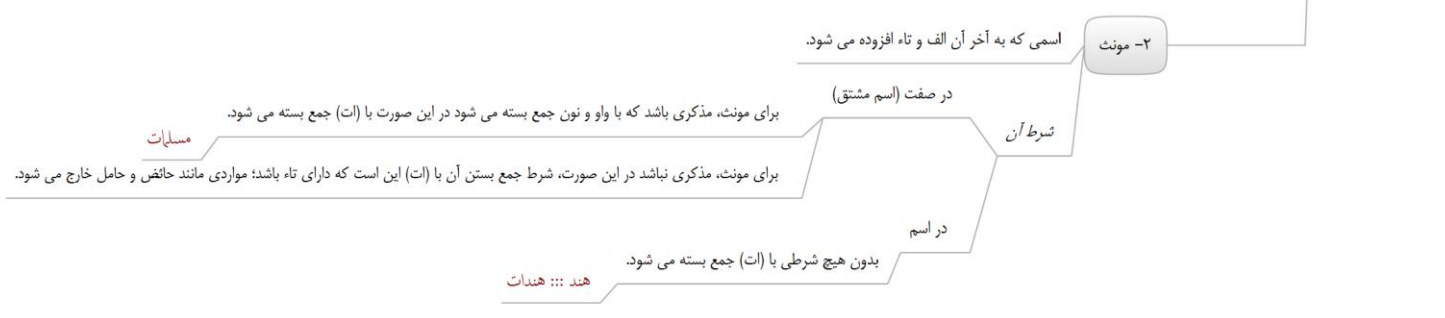 ۲- مونث
اسمی که به آخر آن الف و تاء افزوده می شود.
شرط آن
در صفت (اسم مشتق)
برای مونث، مذکری باشد که با واو و نون جمع بسته می شود در این صورت با (ات) جمع بسته می شود.
مسلمات
برای مونث، مذکری نباشد در این صورت، شرط جمع بستن آن با (ات) این است که دارای تاء باشد؛ مواردی مانند حائض و حامل خارج می شود.
در اسم
بدون هیچ شرطی با (ات) جمع بسته می شود.
هند ::: هندات